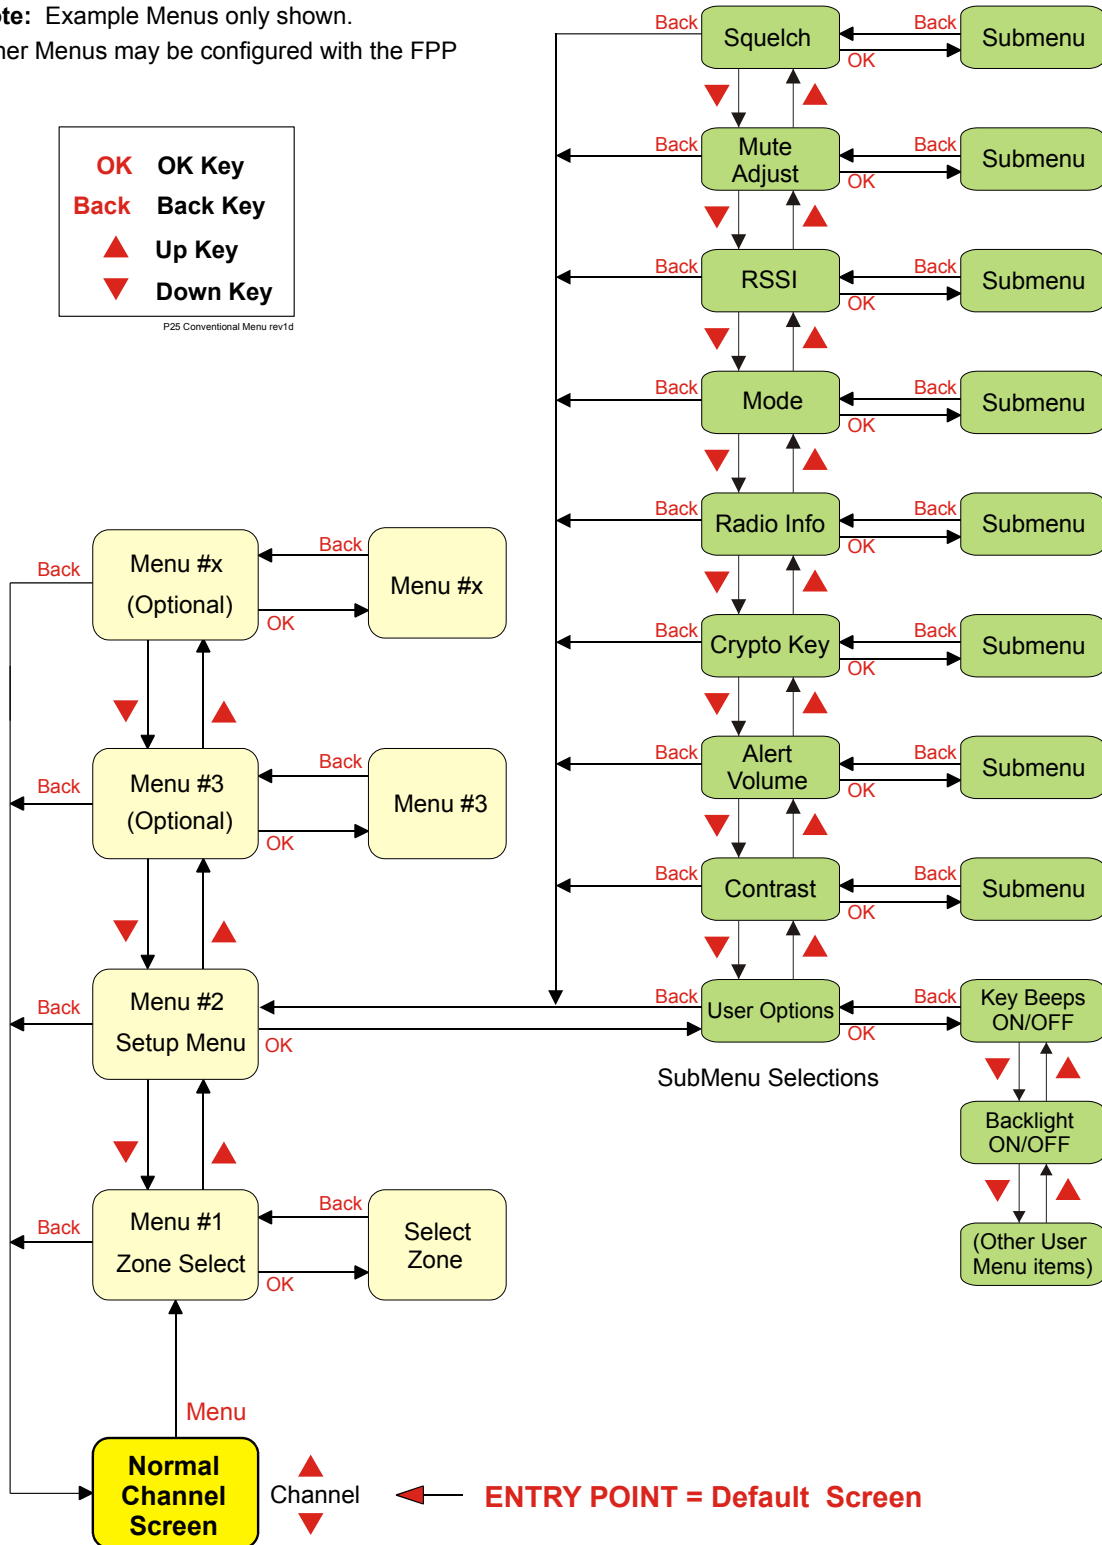 ote: Example Menus only shown.
ner Menus may be configured with the FPP
OK OK Key
Back Back Key
Up Key
Down Key
P25 Conventional Menu rev1d
Back
Squelch
Back
OK
Submenu
Back
Mute
Adjust
Back
OK
Submenu
Back
RSSI
Back
OK
Submenu
Back
Mode
Back
OK
Submenu
Back
Radio Info
Back
OK
Submenu
Back
Crypto Key
Back
OK
Submenu
Back
Alert
Volume
Back
OK
Submenu
Back
Contrast
Back
OK
Submenu
Back
User Options
Back
OK
Key Beeps
ON/OFF
SubMenu Selections
Backlight
ON/OFF
(Other User
Menu items)
Back
Menu #x
(Optional)
Back
OK
Menu #x
Back
Menu #3
(Optional)
Back
OK
Menu #3
Back
Menu #2
Setup Menu
OK
Back
Menu #1
Zone Select
Back
OK
Select
Zone
Menu
Normal
Channel
Screen
Channel
ENTRY POINT = Default Screen